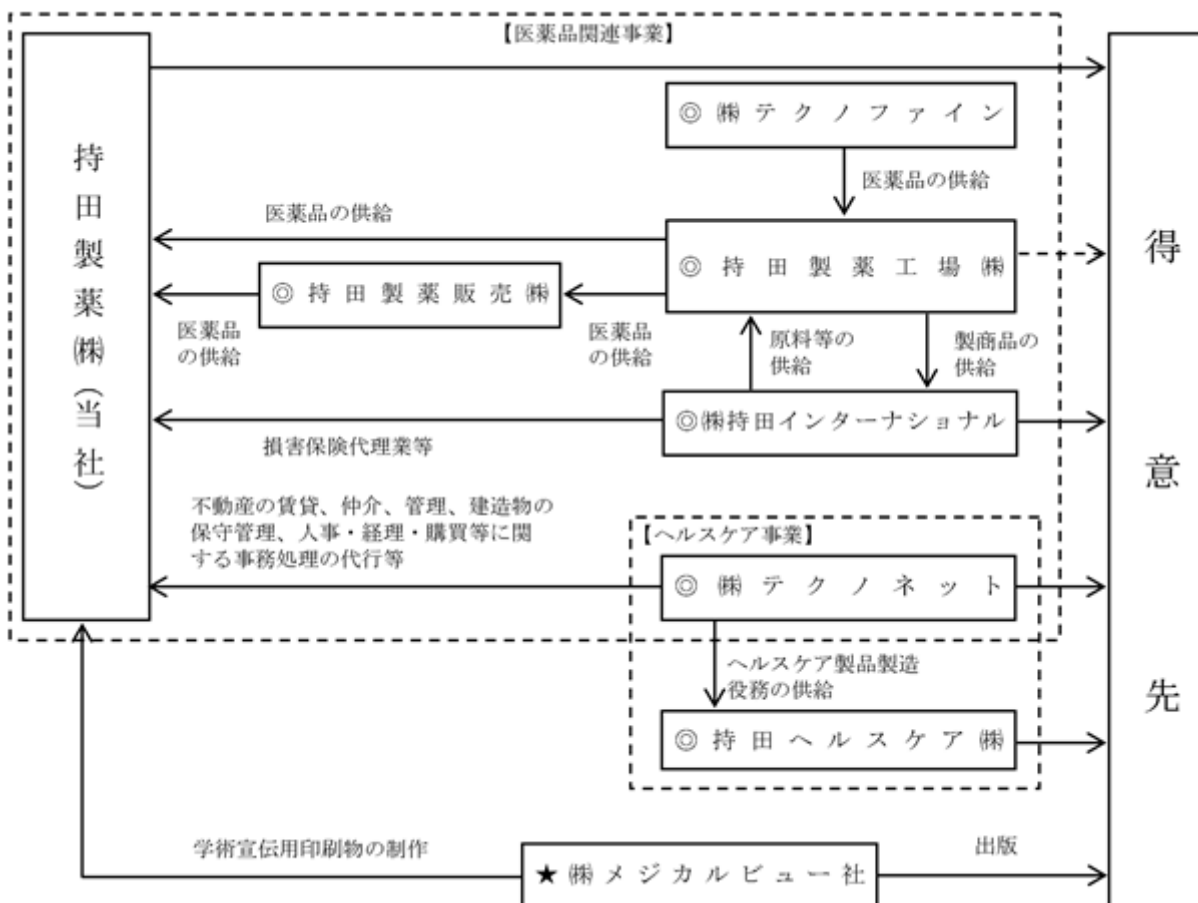 【医薬品関連事業】
持田製薬㈱(当社)
得意先
◎㈱テクノファイン
医薬品の供給
医薬品の供給
◎持田製薬工場㈱
◎持田製薬販売㈱
医薬品
の供給
医薬品
の供給
原料等の
供給
製商品の
供給
◎㈱持田インターナショナル
損害保険代理業等
不動産の賃貸、仲介、管理、建造物の
保守管理、人事・経理・購買等に関
する事務処理の代行等
【ヘルスケア事業】
◎㈱テクノネット
ヘルスケア製品製造
役務の供給
◎持田ヘルスケア㈱
学術宣伝用印刷物の制作
★㈱メジカルビュー社
出版